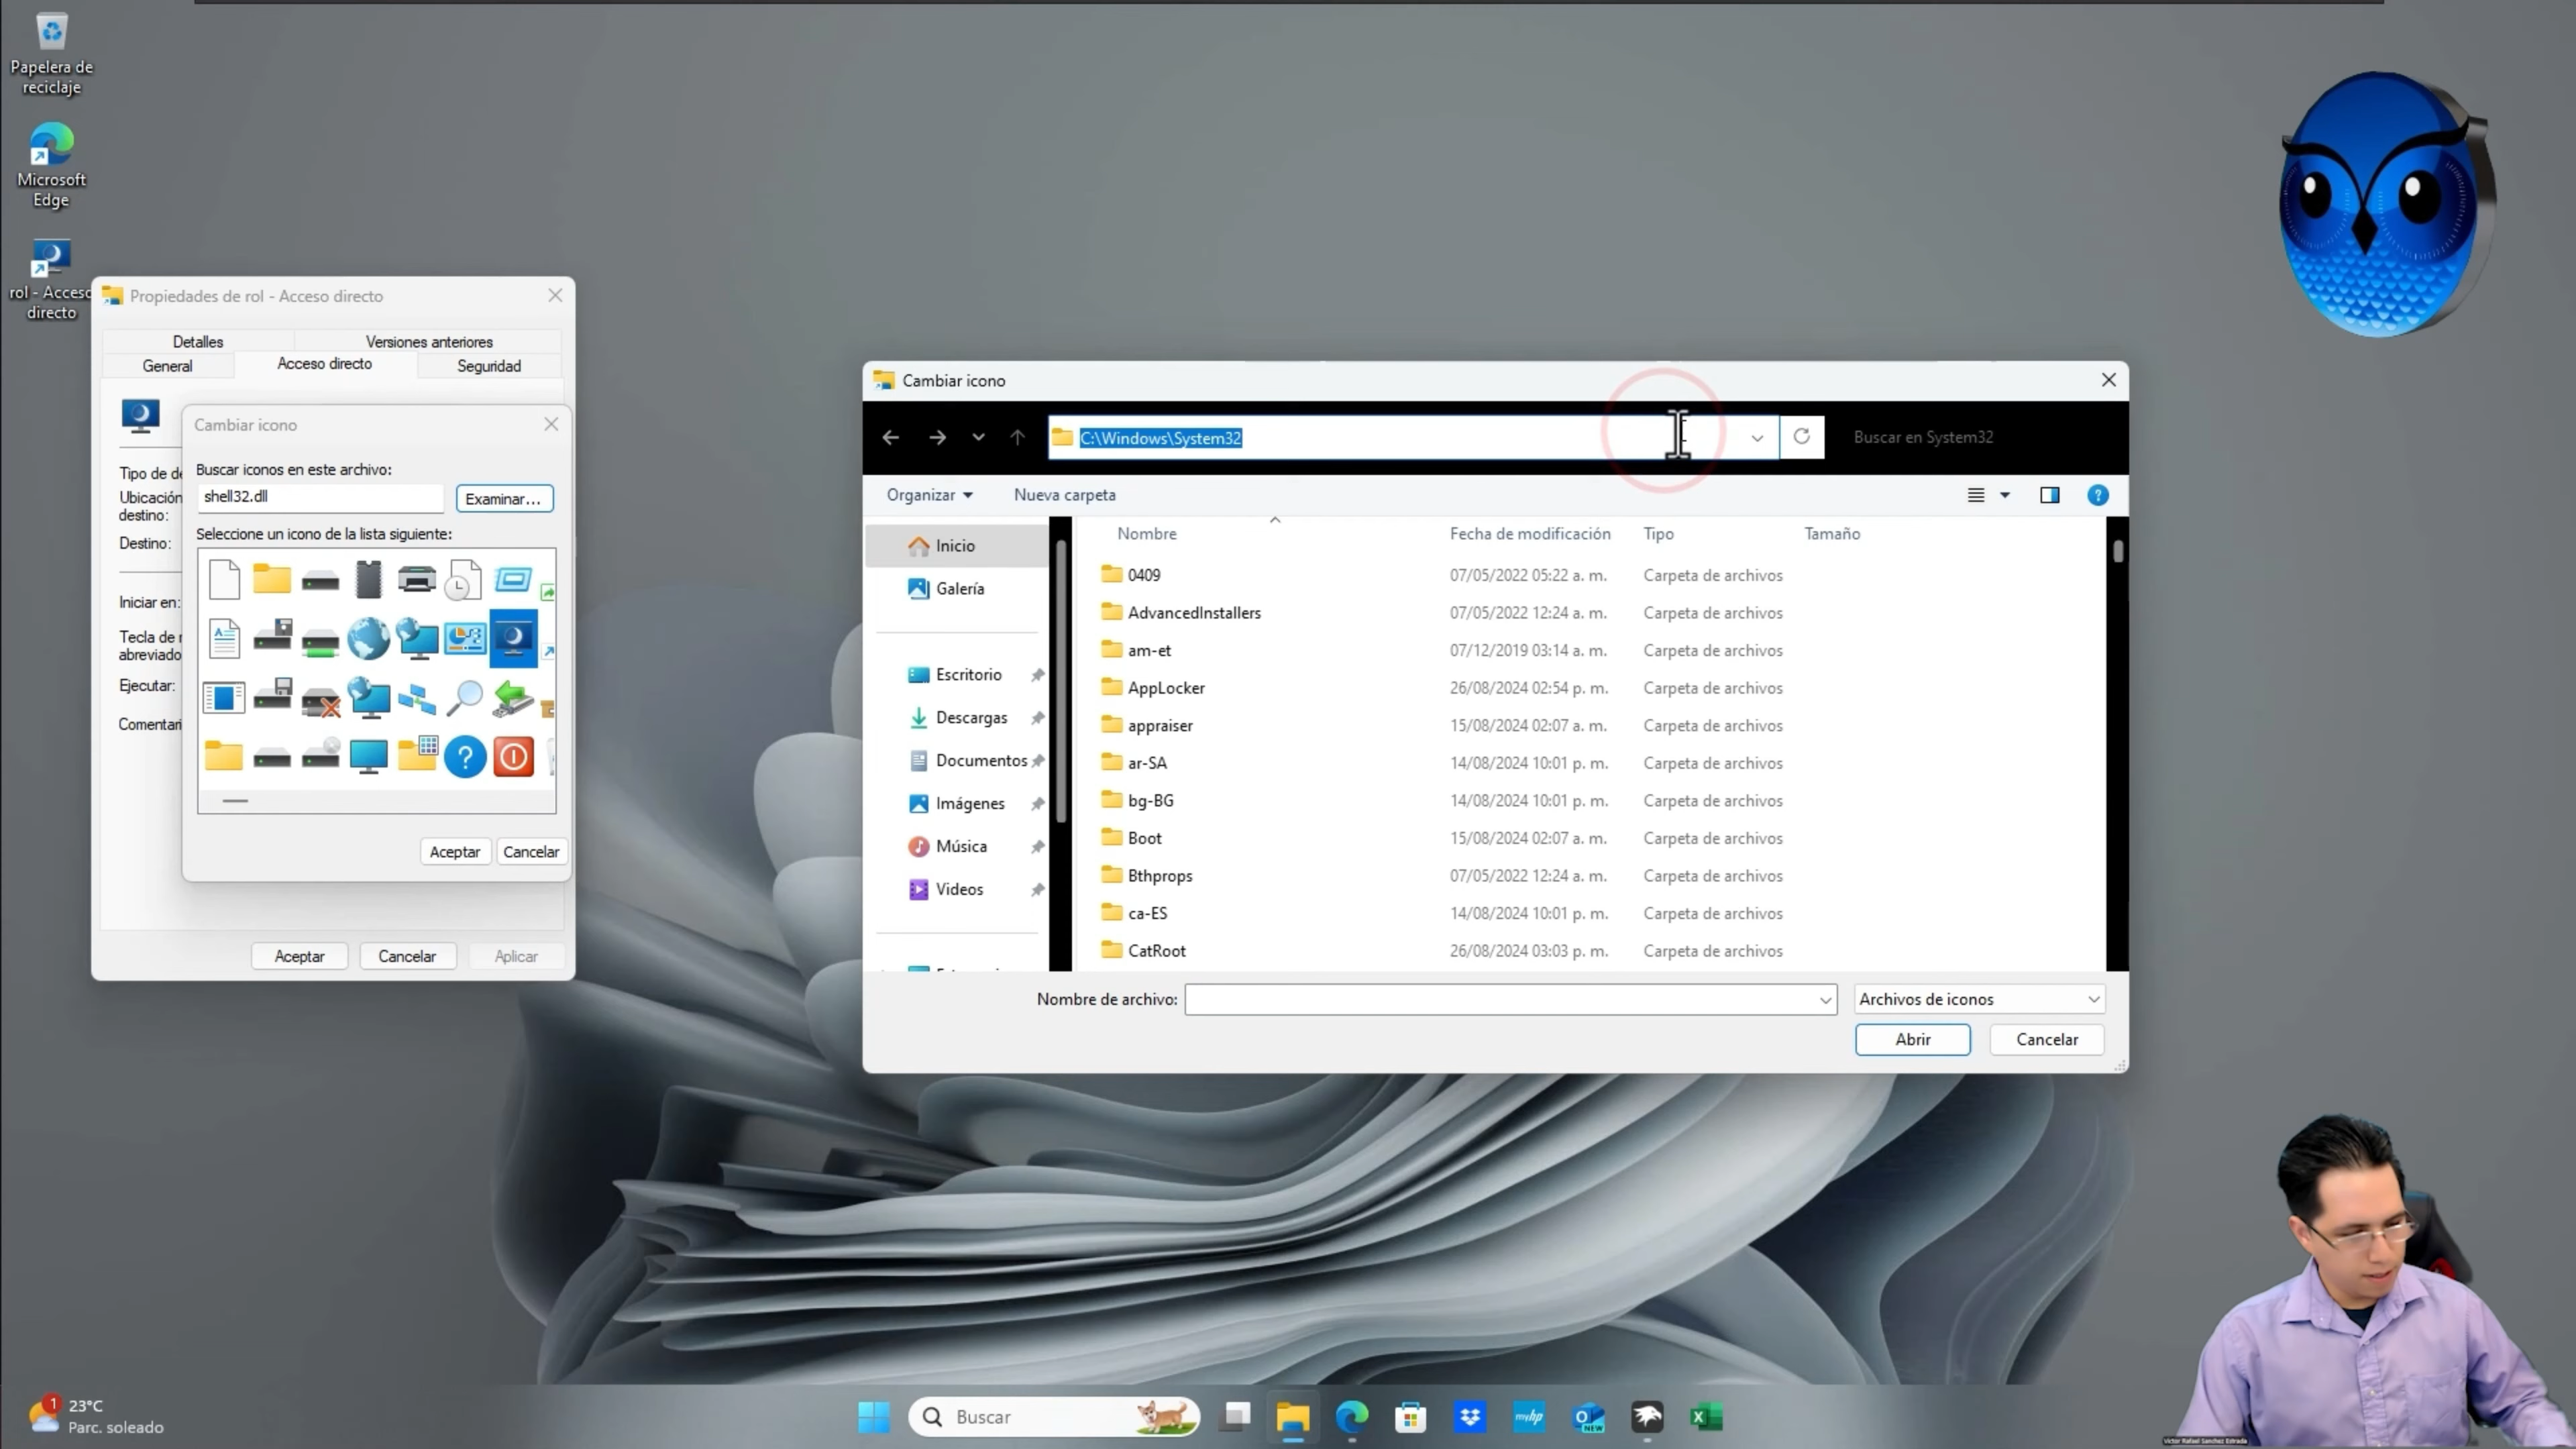 Papelera de
reciclaje
Microsoft
Edge
rol - Acceso
directo
Propiedades de rol - Acceso directo
Detalles
Versiones anteriores
General
Acceso directo
Seguridad
Tipo de de
Ubicación
destino:
Destino:
Iniciar en:
Tecla de
abreviado
Ejecutar:
Comentari
Aceptar
Cancelar
Aplicar
Cambiar icono
Buscar iconos en este archivo:
shell32.dll
Examinar...
Seleccione un icono de la lista siguiente:
Aceptar
Cancelar
Cambiar icono
C:\Windows\System32
Buscar en System32
Organizar
Nueva carpeta
Inicio
Galería
Escritorio
Descargas
Documentos
Imágenes
Música
Videos
Nombre
Fecha de modificación
Tipo
Tamaño
0409 07/05/2022 05:22 a. m. Carpeta de archivos
AdvancedInstallers 07/05/2022 12:24 a. m. Carpeta de archivos
am-et 07/12/2019 03:14 a. m. Carpeta de archivos
AppLocker 26/08/2024 02:54 p. m. Carpeta de archivos
appraiser 15/08/2024 02:07 a. m. Carpeta de archivos
ar-SA 14/08/2024 10:01 p. m. Carpeta de archivos
bg-BG 14/08/2024 10:01 p. m. Carpeta de archivos
Boot 15/08/2024 02:07 a. m. Carpeta de archivos
Bthprops 07/05/2022 12:24 a. m. Carpeta de archivos
ca-ES 14/08/2024 10:01 p. m. Carpeta de archivos
CatRoot 26/08/2024 03:03 p. m. Carpeta de archivos
Nombre de archivo:
Archivos de iconos
Abrir
Cancelar
1
23°C
Parc. soleado
Buscar
myhp
NEW
Victor Rafael Sanchez Estrada